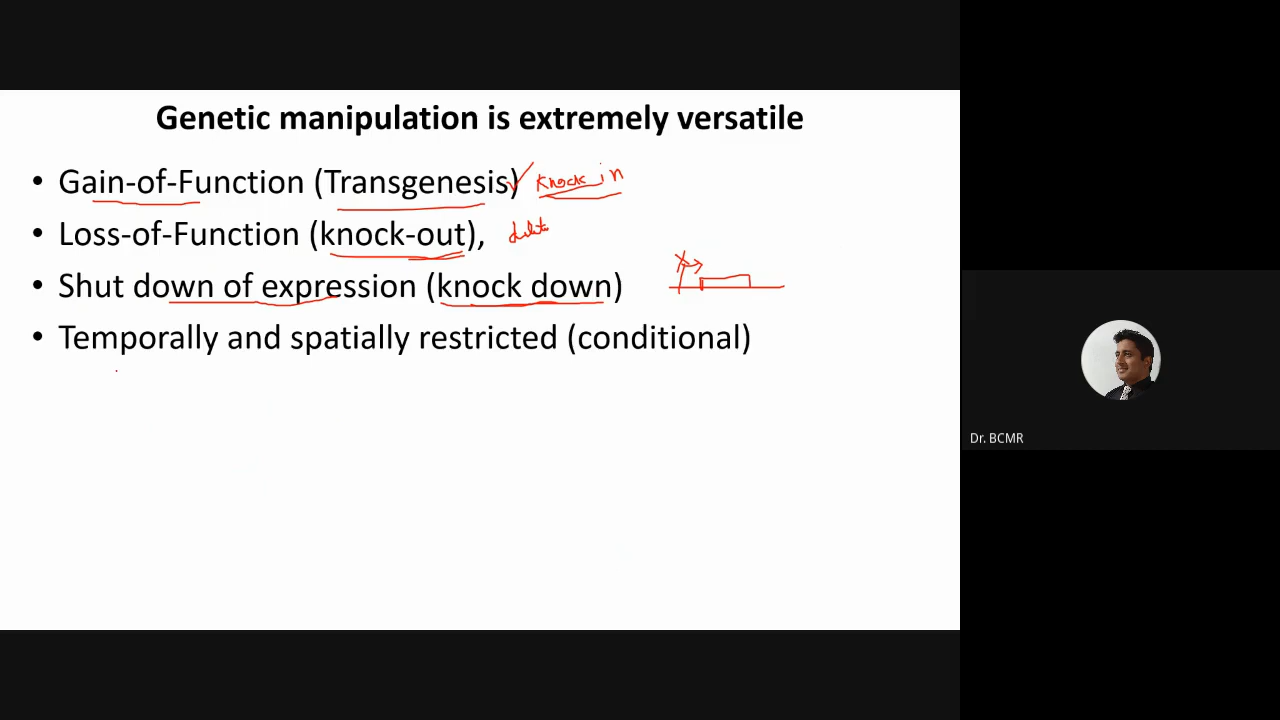 Genetic manipulation is extremely versatile
• Gain-of-Function (Transgenesis) Knock in
• Loss-of-Function (knock-out),
• Shut down of expression (knock down)
• Temporally and spatially restricted (conditional)
Dr. BCMR